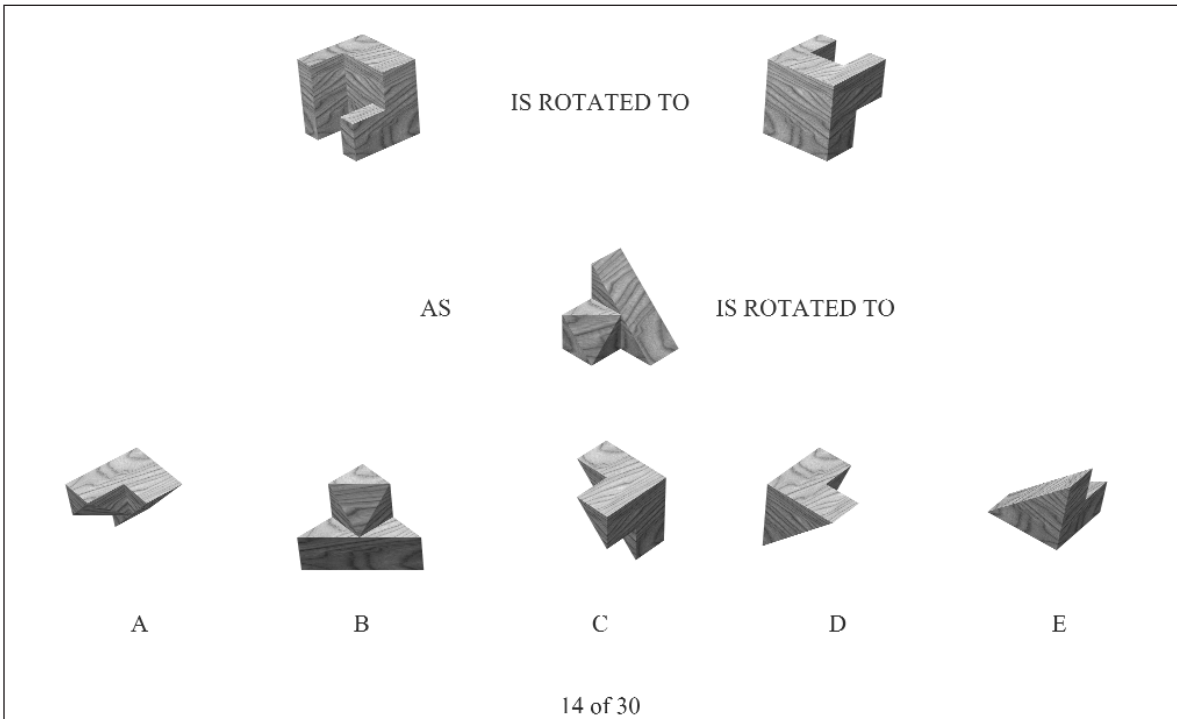 IS ROTATED TO
AS IS ROTATED TO
A B C D E
14 of 30